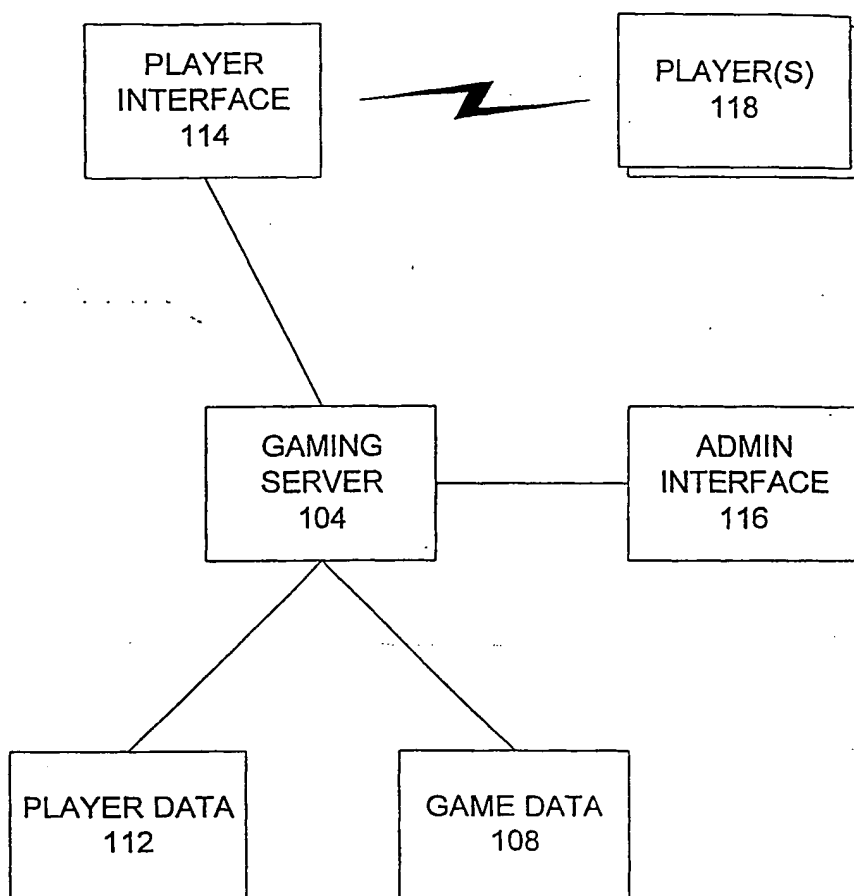 PLAYER
INTERFACE
114
PLAYER(S)
118
GAMING
SERVER
104
ADMIN
INTERFACE
116
PLAYER DATA
112
GAME DATA
108